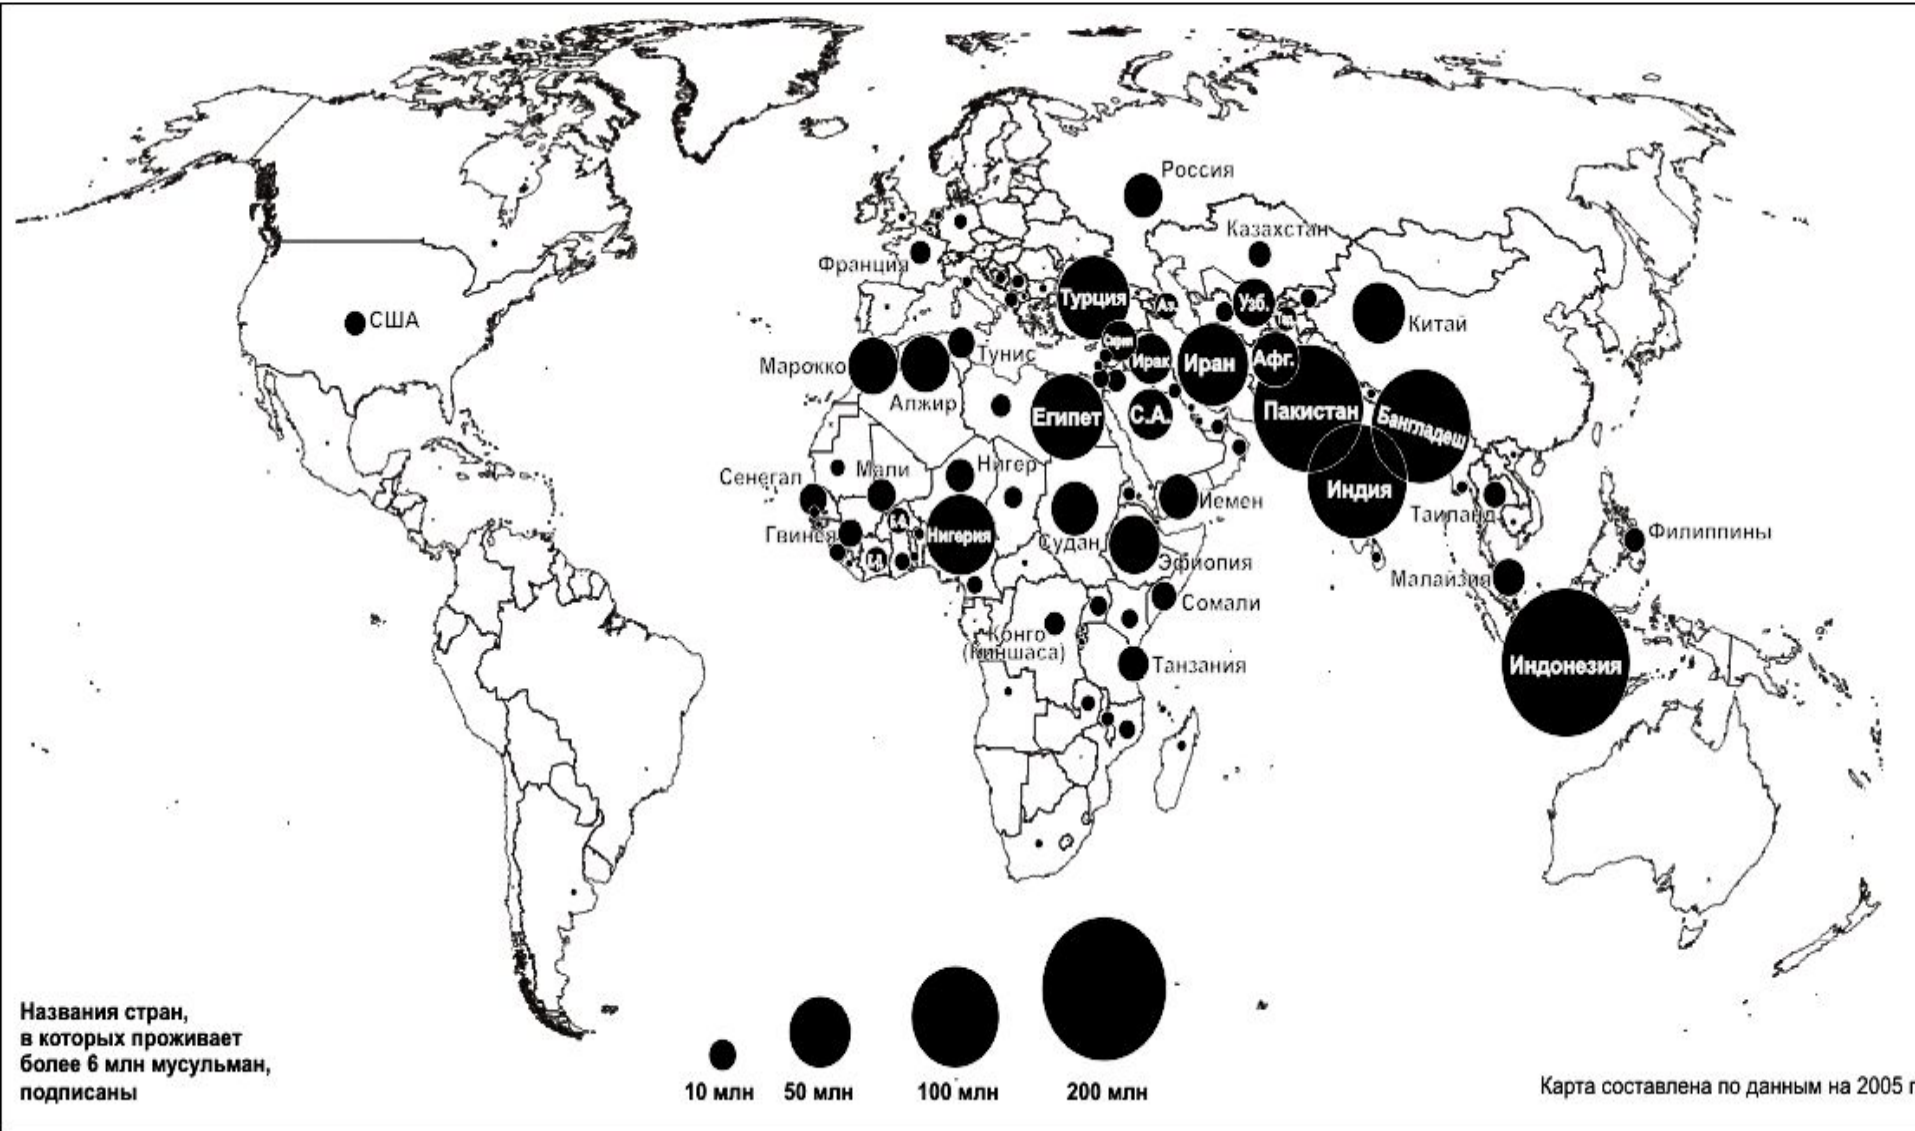 Россия
Казахстан
Франция
Турция
Аз.
Узб.
США
Китай
Сирия
Тунис
Марокко
Ирак
Иран
Афг.
Алжир
Египет
С.А.
Пакистан
Бангладеш
Сенегал
Мали
Нигер
Индия
Йемен
Таиланд
Гвинея
Нигерия
Судан
Филиппины
Эфиопия
Малайзия
Сомали
Конго
(Киншаса)
Танзания
Индонезия
Названия стран,
в которых проживает
более 6 млн мусульман,
подписаны
10 млн
50 млн
100 млн
200 млн
Карта составлена по данным на 2005 г